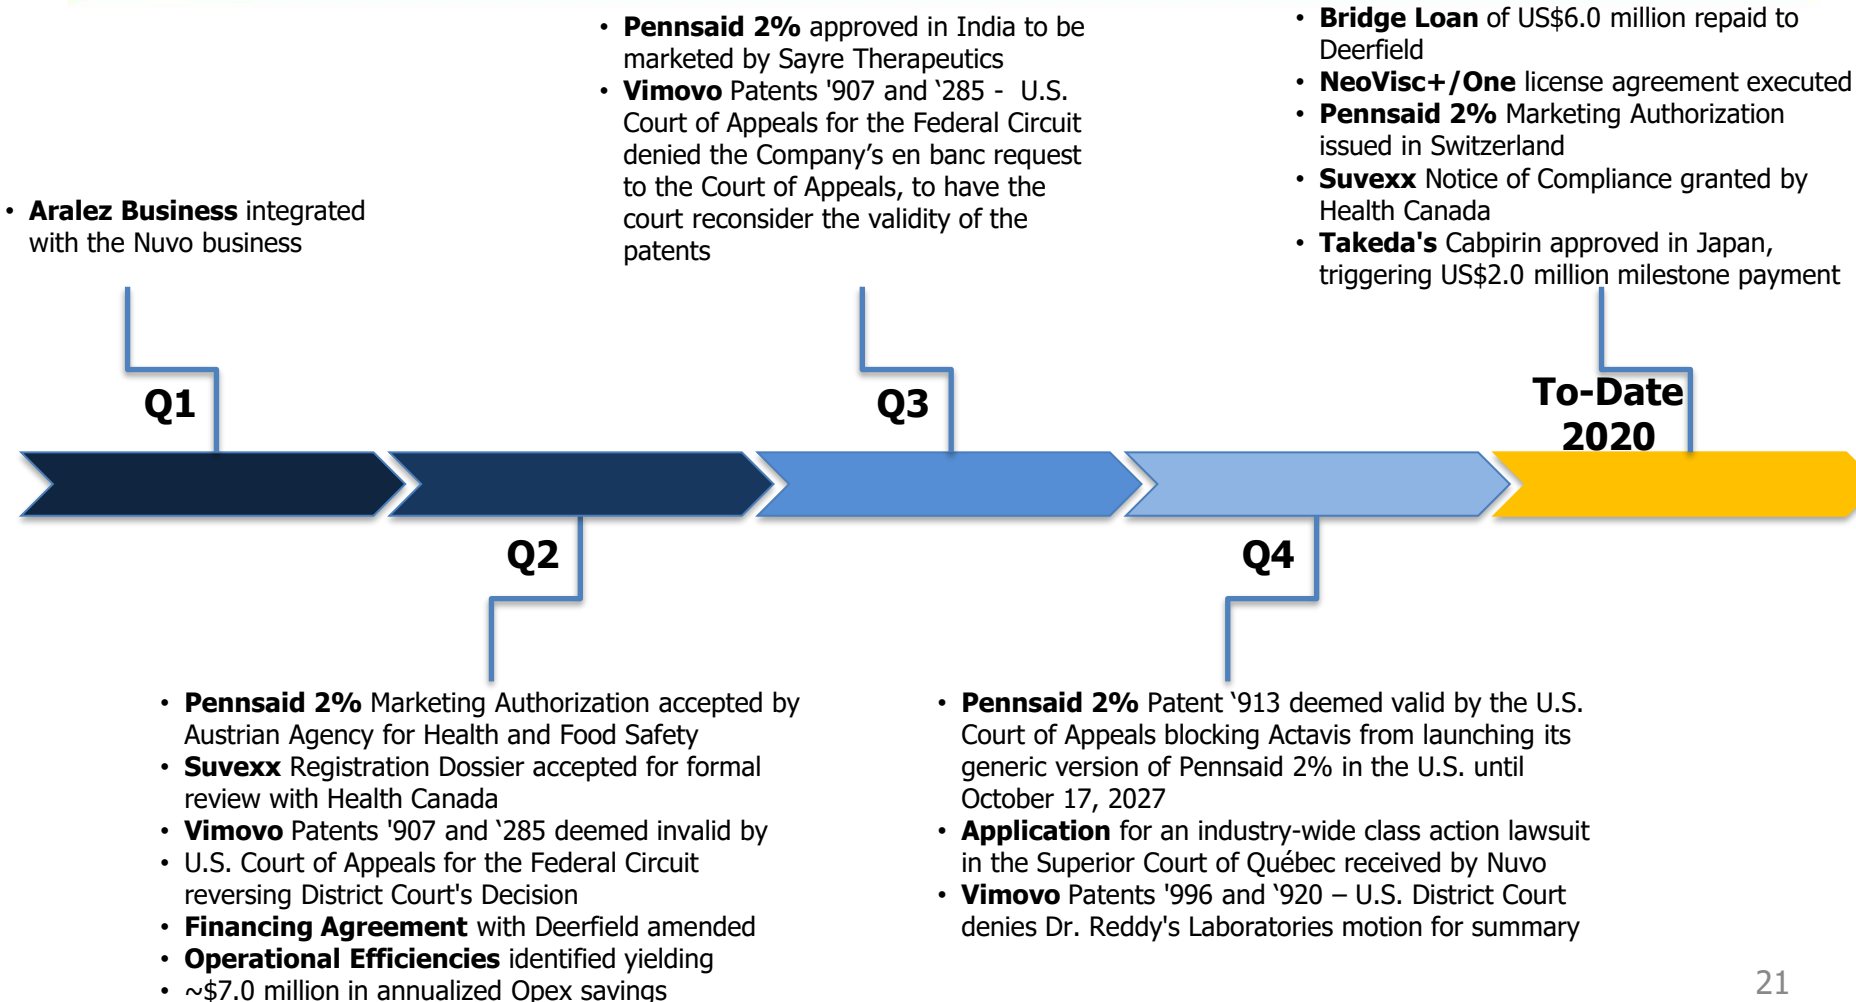 • Aralez Business integrated
with the Nuvo business
Q1
• Pennsaid 2% Marketing Authorization accepted by
Austrian Agency for Health and Food Safety
• Suvexx Registration Dossier accepted for formal
review with Health Canada
• Vimovo Patents '907 and ‘285 deemed invalid by
• U.S. Court of Appeals for the Federal Circuit
reversing District Court's Decision
• Financing Agreement with Deerfield amended
• Operational Efficiencies identified yielding
• ~$7.0 million in annualized Opex savings
Q2
• Pennsaid 2% approved in India to be
marketed by Sayre Therapeutics
• Vimovo Patents '907 and ‘285 - U.S.
Court of Appeals for the Federal Circuit
denied the Company’s en banc request
to the Court of Appeals, to have the
court reconsider the validity of the
patents
Q3
• Pennsaid 2% Patent ‘913 deemed valid by the U.S.
Court of Appeals blocking Actavis from launching its
generic version of Pennsaid 2% in the U.S. until
October 17, 2027
• Application for an industry-wide class action lawsuit
in the Superior Court of Québec received by Nuvo
• Vimovo Patents '996 and ‘920 – U.S. District Court
denies Dr. Reddy's Laboratories motion for summary
Q4
• Bridge Loan of US$6.0 million repaid to
Deerfield
• NeoVisc+/One license agreement executed
• Pennsaid 2% Marketing Authorization
issued in Switzerland
• Suvexx Notice of Compliance granted by
Health Canada
• Takeda's Cabpirin approved in Japan,
triggering US$2.0 million milestone payment
To-Date
2020
21